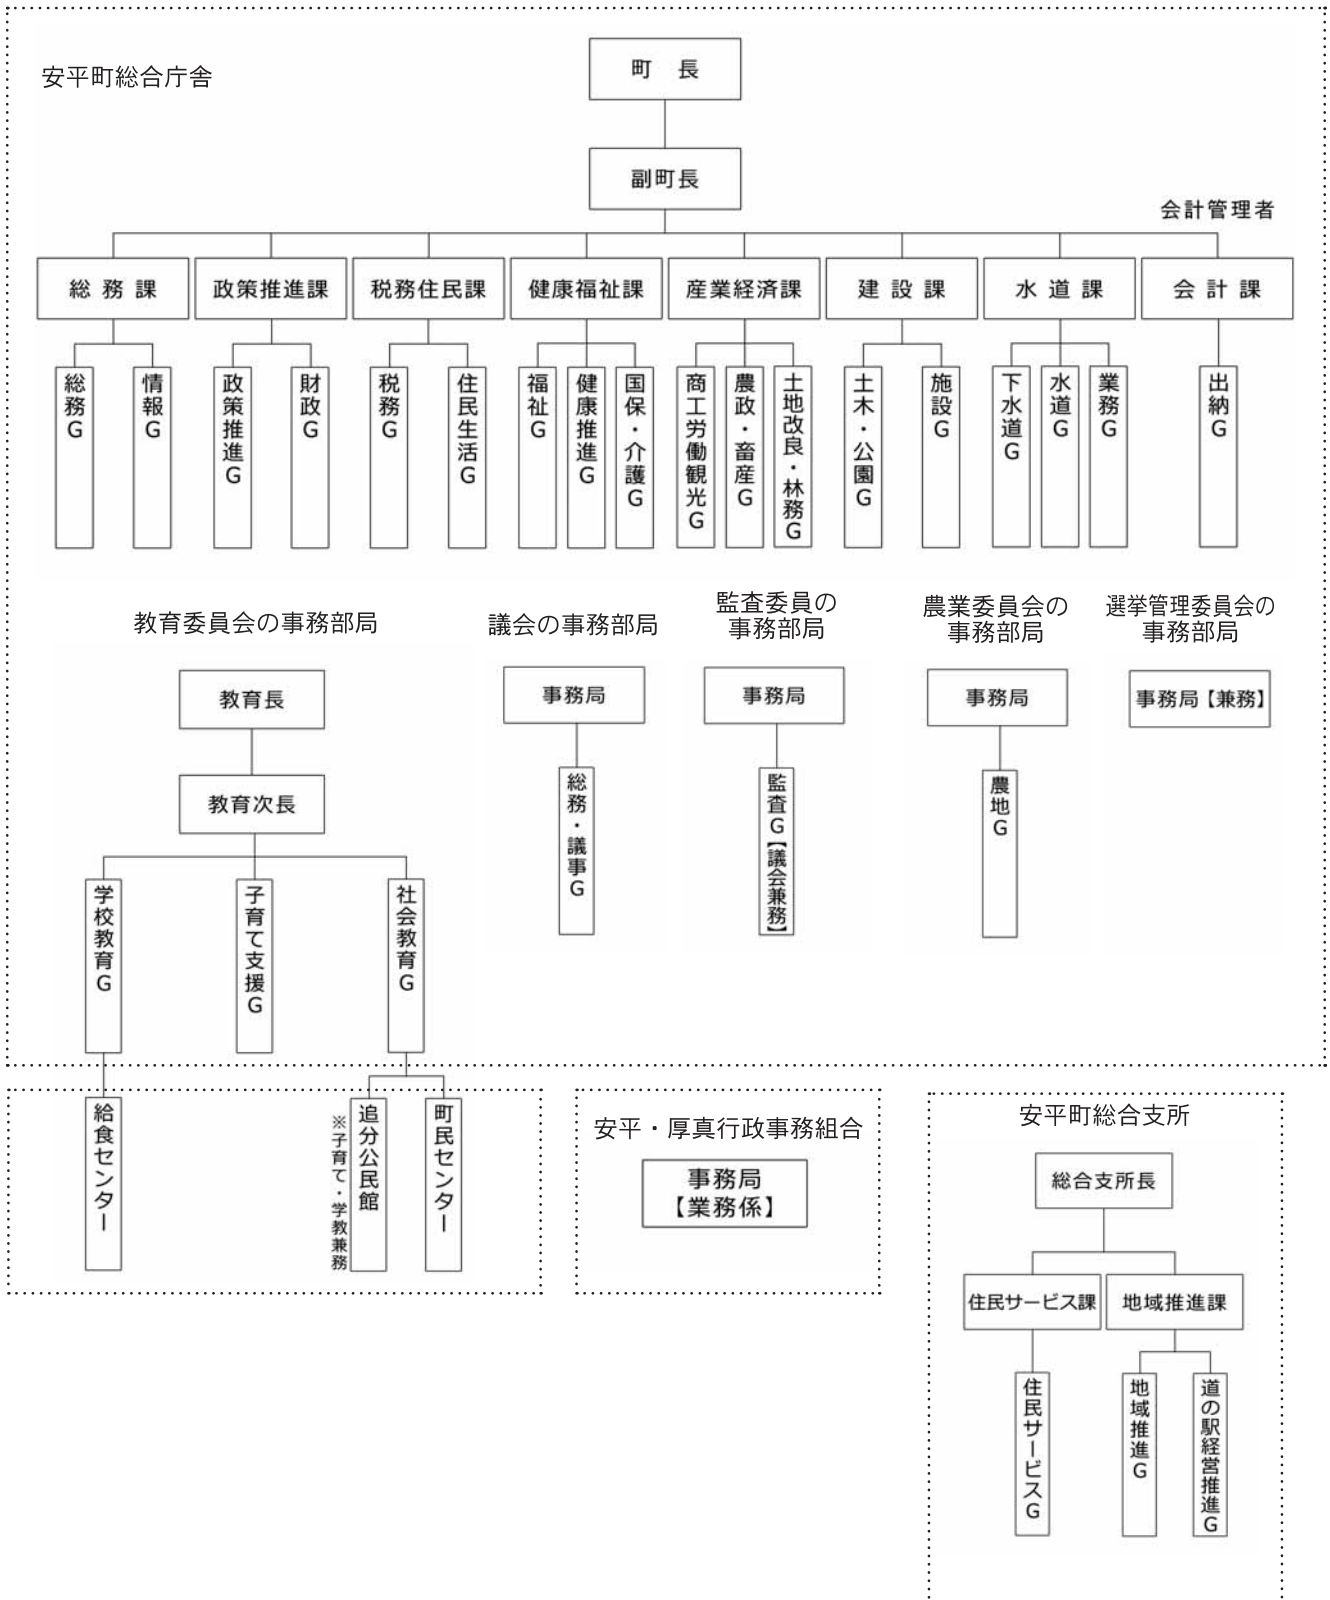 安平町総合庁舎
町　長
副町長
会計管理者
総務課
政策推進課
税務住民課
健康福祉課
産業経済課
建設課
水道課
会計課
総務G
情報G
政策推進G
財政G
税務G
住民生活G
福祉G
健康推進G
国保・介護G
商工労働観光G
農政・畜産G
土地改良・林務G
土木・公園G
施設G
下水道G
水道G
業務G
出納G
教育委員会の事務部局
教育長
教育次長
学校教育G
子育て支援G
社会教育G
給食センター
※子育て・学教兼務
追分公民館
町民センター
議会の事務部局
事務局
総務・議事G
監査委員の
事務部局
事務局
監査G【議会兼務】
農業委員会の
事務部局
事務局
農地G
選挙管理委員会の
事務部局
事務局【兼務】
安平・厚真行政事務組合
事務局
【業務係】
安平町総合支所
総合支所長
住民サービス課
地域推進課
住民サービスG
地域推進G
道の駅経営推進G